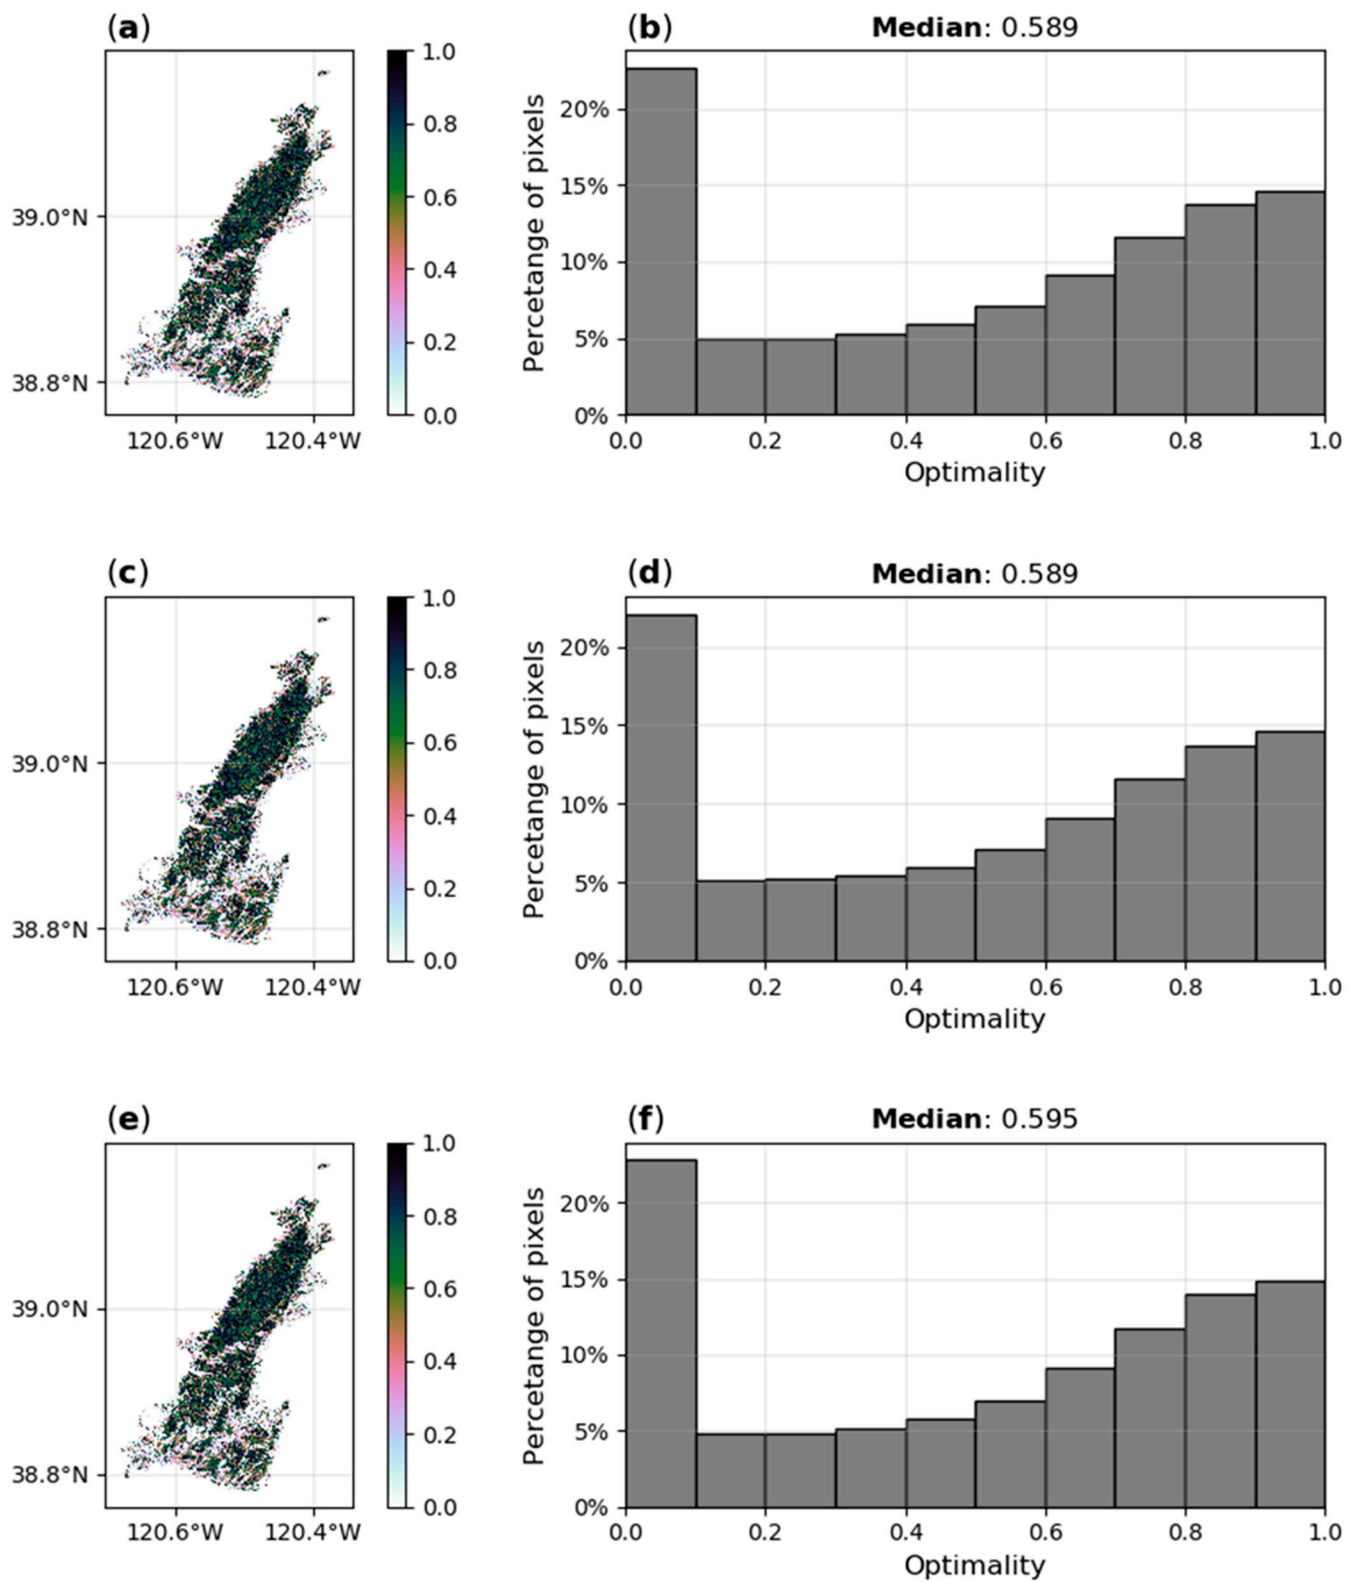 (a)
1.0
0.8
0.6
0.4
0.2
0.0
39.0°N
38.8°N
120.6°W 120.4°W
(b) Median: 0.589
Percetange of pixels
20%
15%
10%
5%
0%
0.0 0.2 0.4 0.6 0.8 1.0
Optimality
(c)
1.0
0.8
0.6
0.4
0.2
0.0
39.0°N
38.8°N
120.6°W 120.4°W
(d) Median: 0.589
Percetange of pixels
20%
15%
10%
5%
0%
0.0 0.2 0.4 0.6 0.8 1.0
Optimality
(e)
1.0
0.8
0.6
0.4
0.2
0.0
39.0°N
38.8°N
120.6°W 120.4°W
(f) Median: 0.595
Percetange of pixels
20%
15%
10%
5%
0%
0.0 0.2 0.4 0.6 0.8 1.0
Optimality